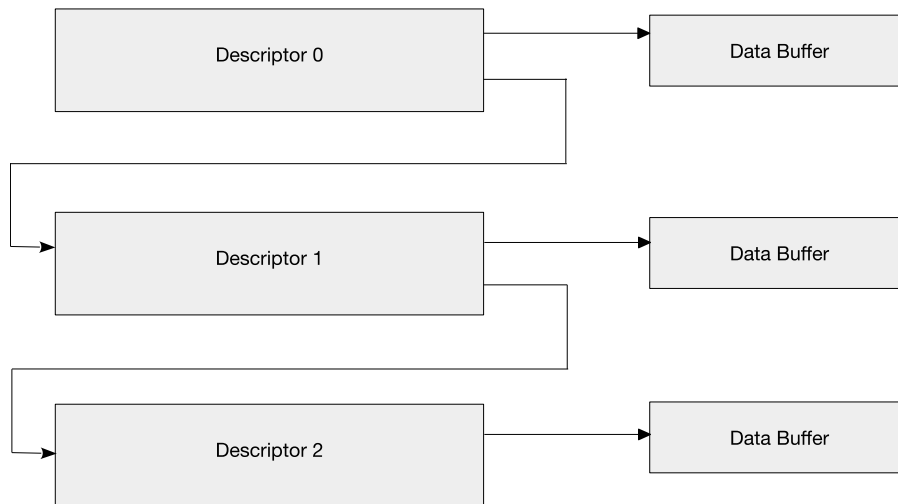 Descriptor 0
Data Buffer
Descriptor 1
Data Buffer
Descriptor 2
Data Buffer